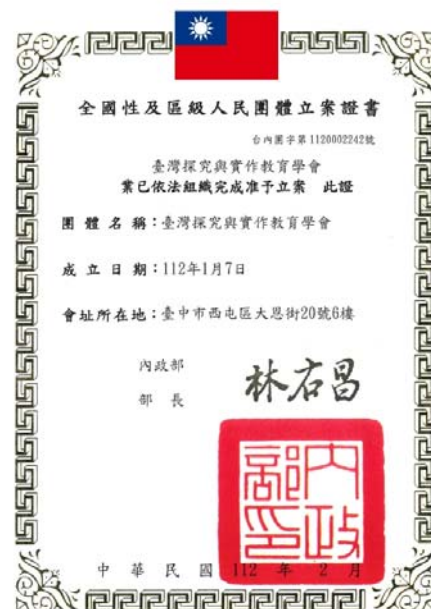 全國性及區級人民團體立案證書
台內團字第1120002242號
臺灣探究與實作教育學會
業已依法組織完成准予立案 此證
團體名稱：臺灣探究與實作教育學會
成立日期：112年1月7日
會址所在地：臺中市西屯區大恩街20號6樓
內政部
部長
林右昌
內政部印
中華民國112年2月